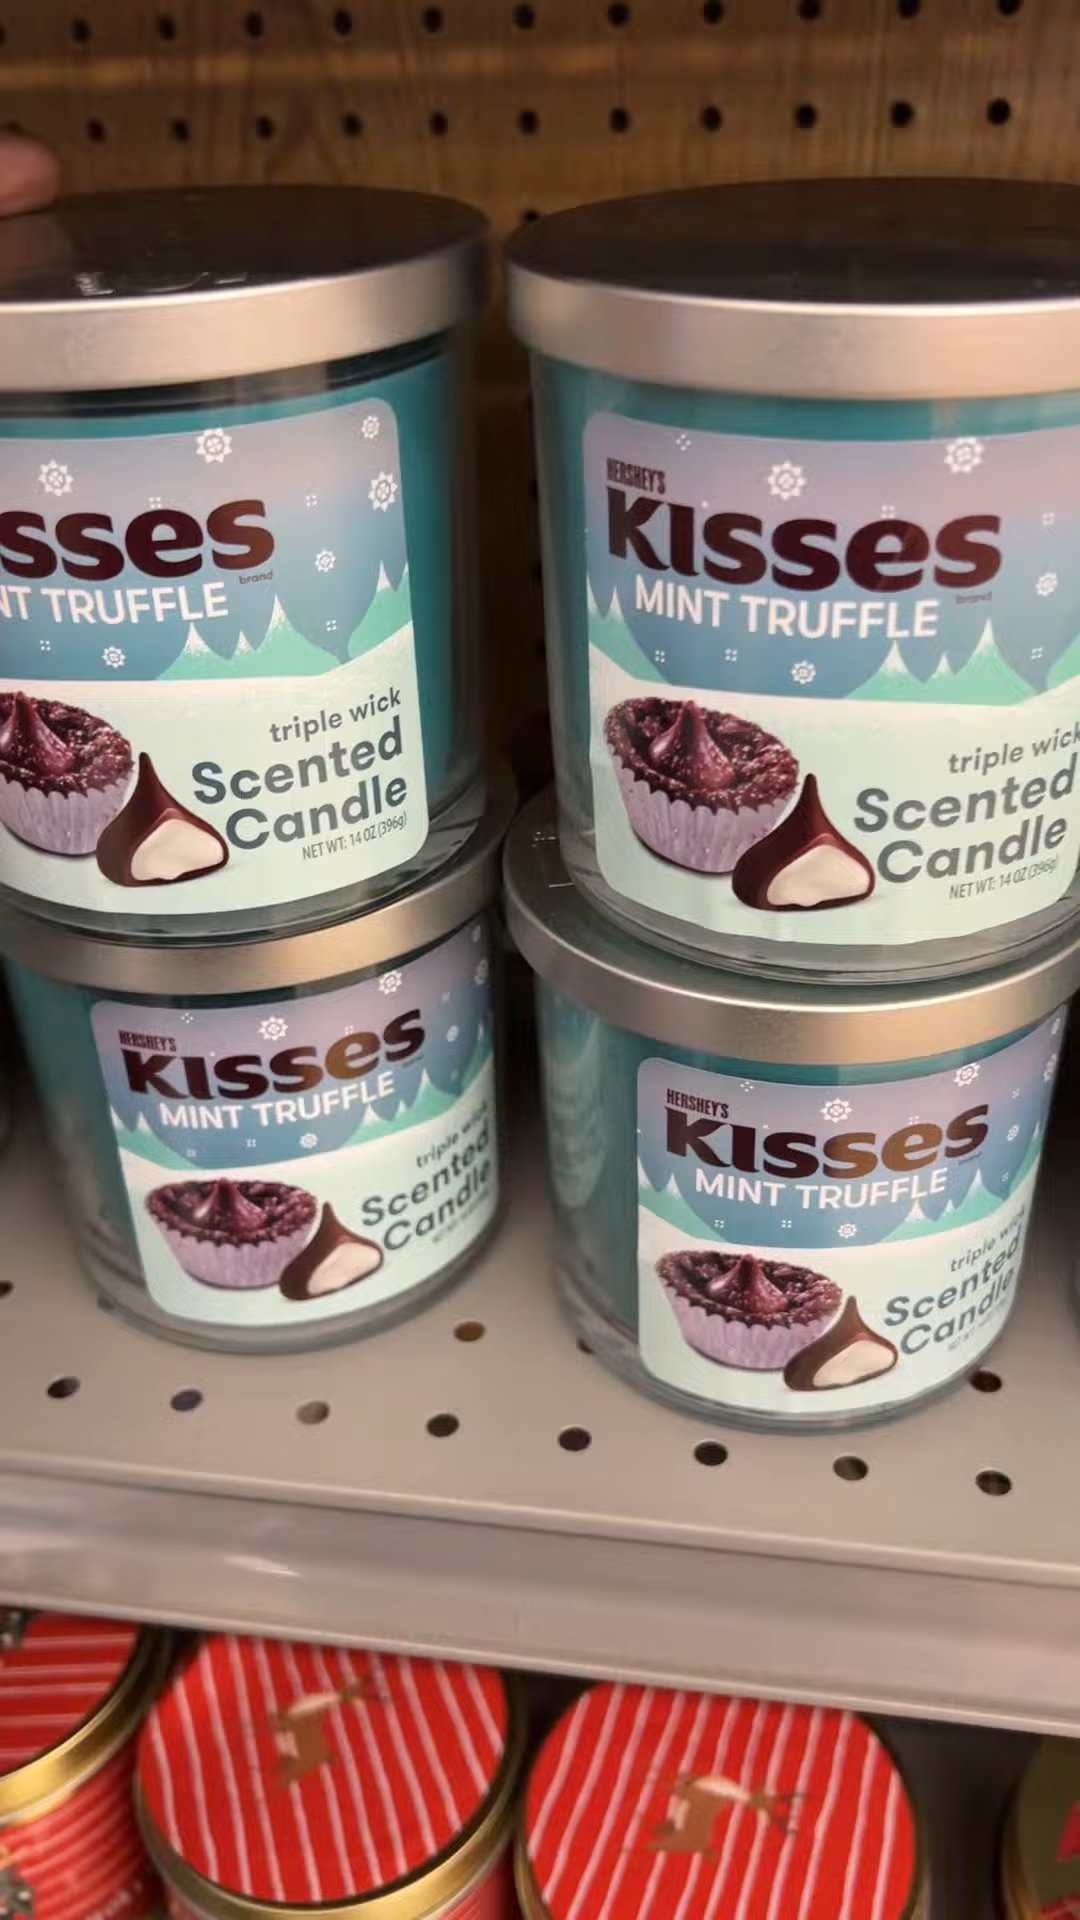 isses
brand
NT TRUFFLE
triple wick
Scented
Candle
NET WT: 14 OZ (396g)
HERSHEY'S
KISSES
brand
MINT TRUFFLE
triple wick
Scented
Candle
NET WT: 14 OZ (396g)
HERSHEY'S
KISSES
MINT TRUFFLE
triple wick
Scented
Candle
HERSHEY'S
KISSES
MINT TRUFFLE
triple wick
Scented
Candle